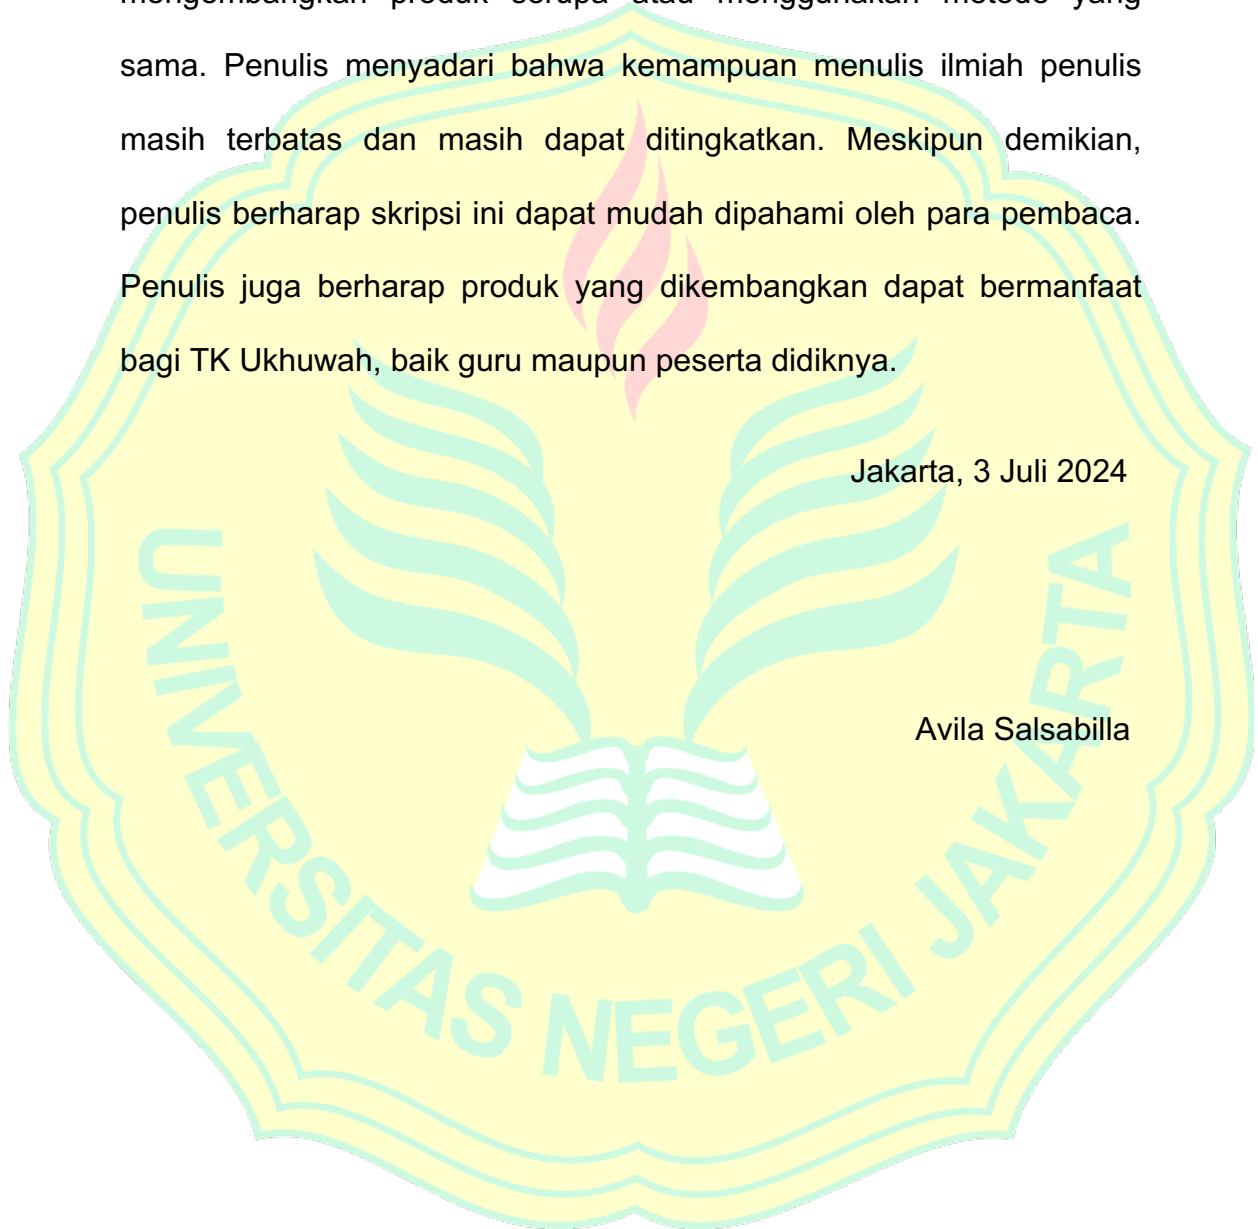 mengembangkan produk serupa atau menggunakan metode yang
sama. Penulis menyadari bahwa kemampuan menulis ilmiah penulis
masih terbatas dan masih dapat ditingkatkan. Meskipun demikian,
penulis berharap skripsi ini dapat mudah dipahami oleh para pembaca.
Penulis juga berharap produk yang dikembangkan dapat bermanfaat
bagi TK Ukhuwah, baik guru maupun peserta didiknya.
Jakarta, 3 Juli 2024
Avila Salsabilla
UNIVERSITAS NEGERI JAKARTA